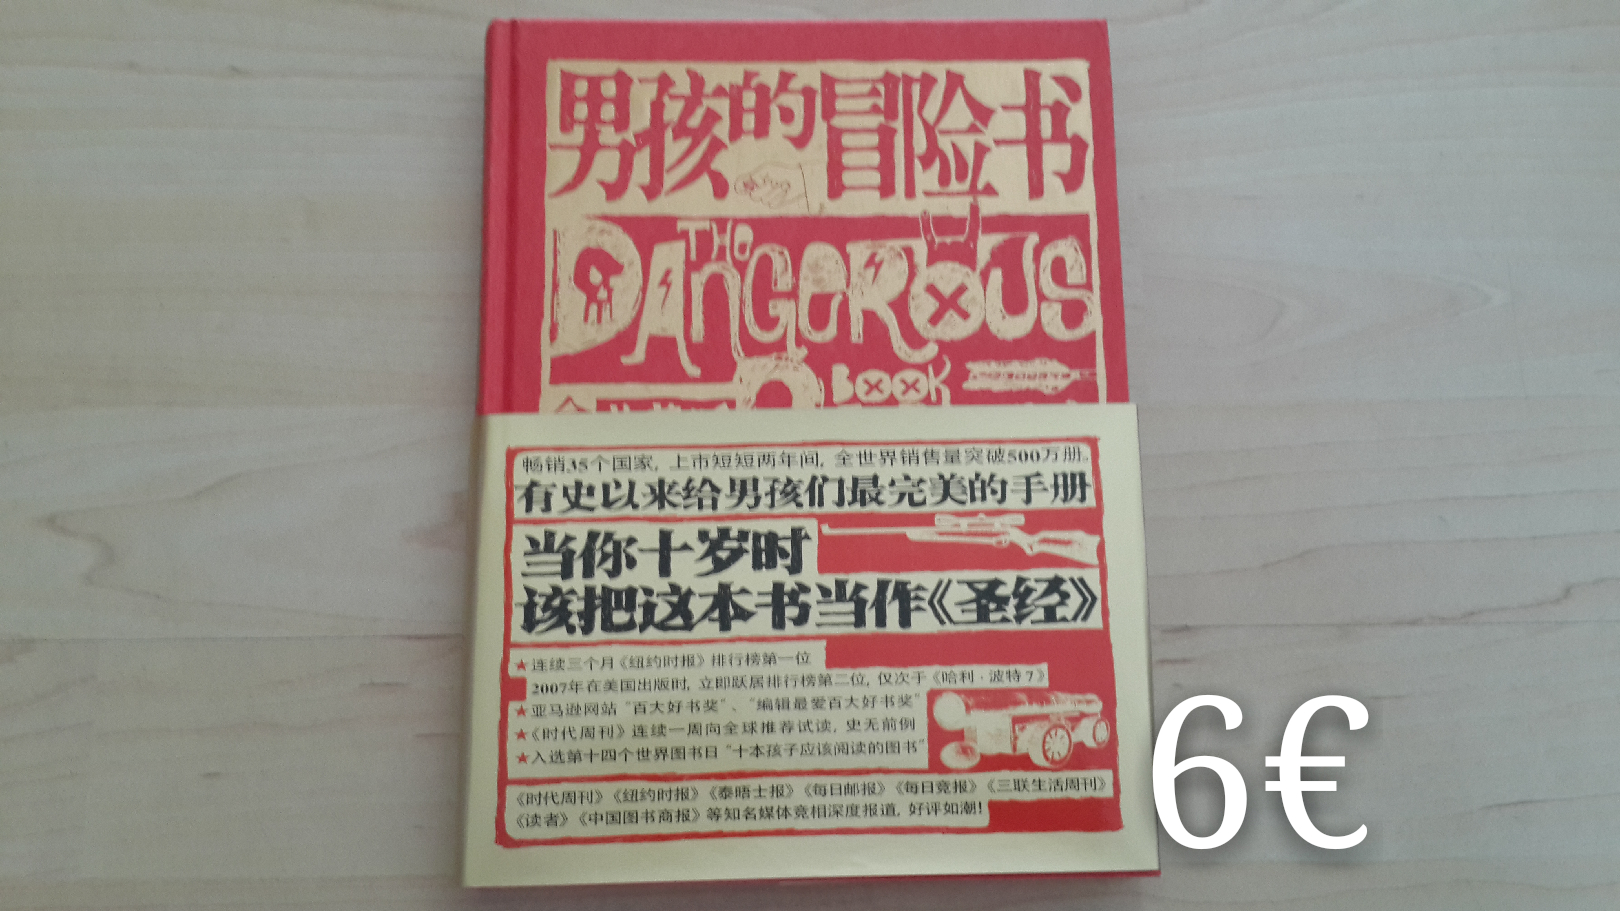 男孩的冒险书
THE
DANGEROUS
BOOK
畅销35个国家, 上市短短两年间, 全世界销售量突破500万册。
有史以来给男孩们最完美的手册
当你十岁时
该把这本书当作《圣经》
★连续三个月《纽约时报》排行榜第一位
2007年在美国出版时, 立即跃居排行榜第二位, 仅次于《哈利·波特7》
★亚马逊网站“百大好书奖”、“编辑最爱百大好书奖”
★《时代周刊》连续一周向全球推荐试读, 史无前例
★入选第十四个世界图书日“十本孩子应该阅读的图书”
《时代周刊》《纽约时报》《泰晤士报》《每日邮报》《每日竞报》《三联生活周刊》
《读者》《中国图书商报》等知名媒体竞相深度报道, 好评如潮!
6€